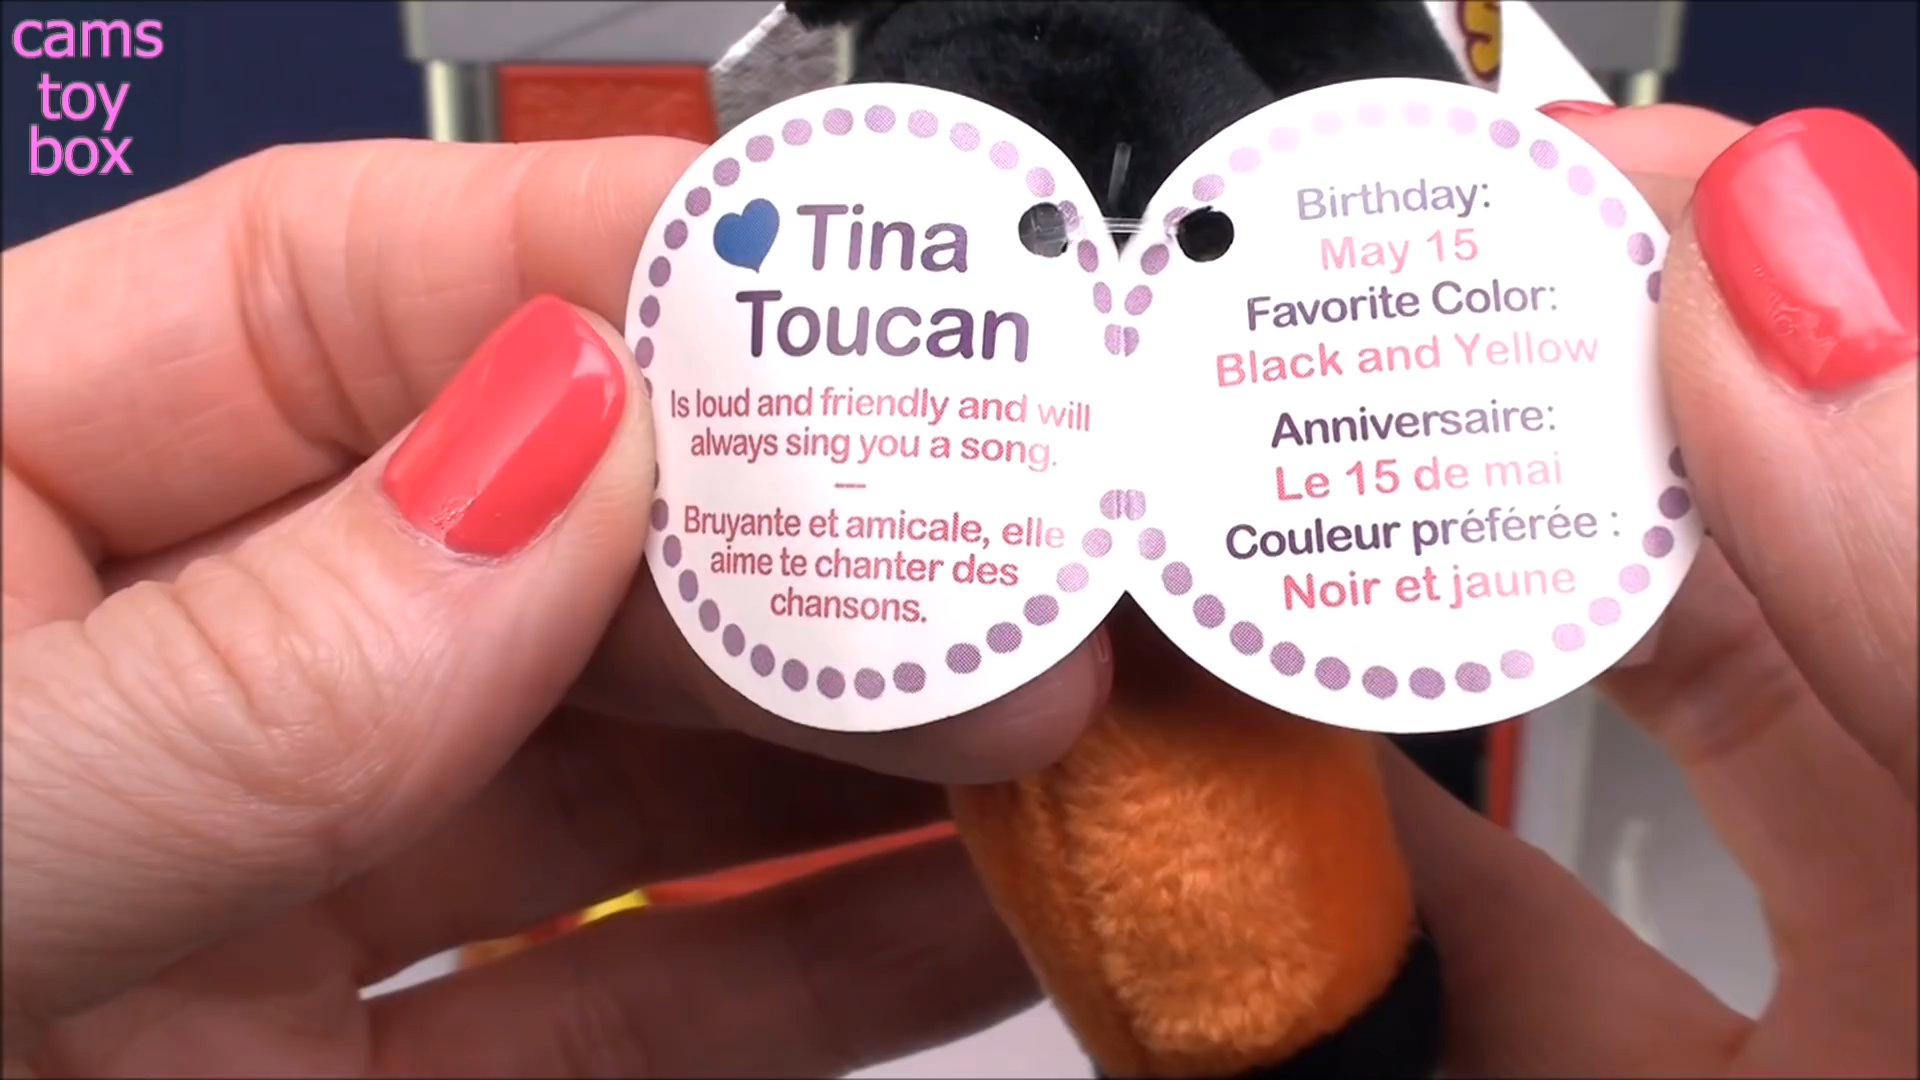 cams
toy
box
Tina
Toucan
Is loud and friendly and will
always sing you a song.
—
Bruyante et amicale, elle
aime te chanter des
chansons.
Birthday:
May 15
Favorite Color:
Black and Yellow
Anniversaire:
Le 15 de mai
Couleur préférée :
Noir et jaune